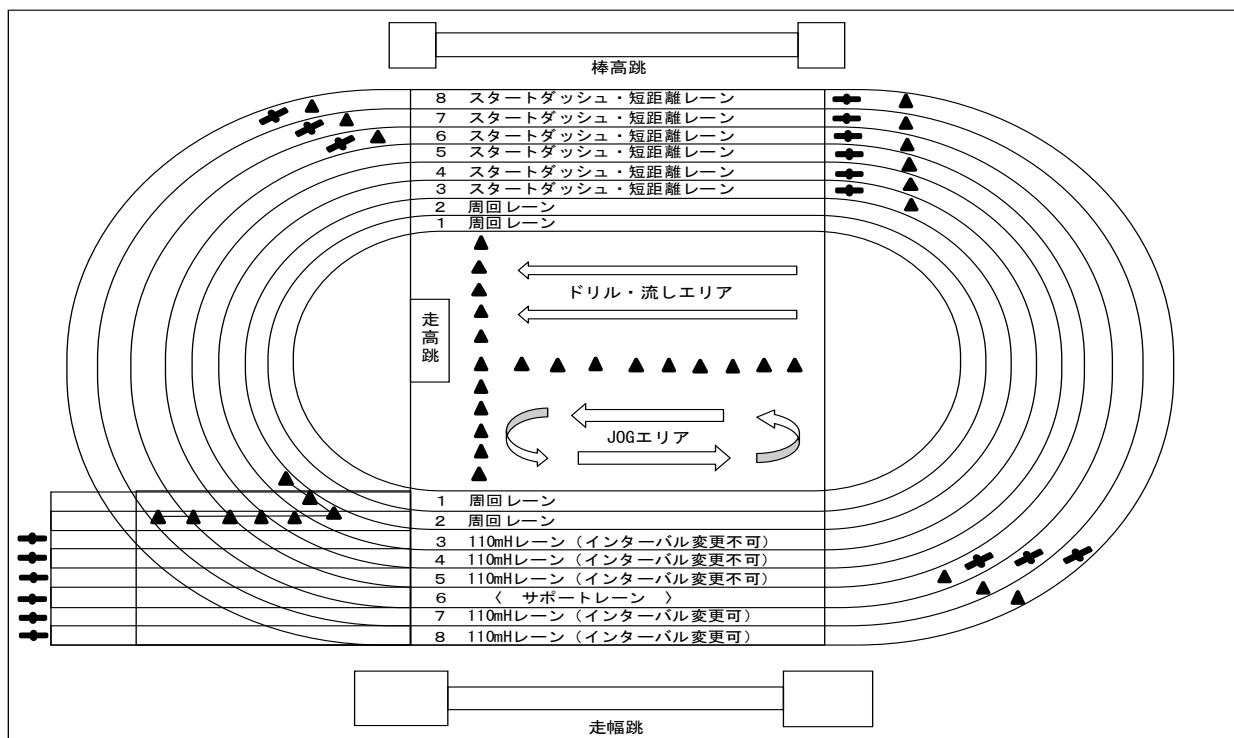 棒高跳
8 スタートダッシュ・短距離レーン
7 スタートダッシュ・短距離レーン
6 スタートダッシュ・短距離レーン
5 スタートダッシュ・短距離レーン
4 スタートダッシュ・短距離レーン
3 スタートダッシュ・短距離レーン
2 周回レーン
1 周回レーン
ドリル・流しエリア
走高跳
JOGエリア
1 周回レーン
2 周回レーン
3 110mHレーン（インターバル変更不可）
4 110mHレーン（インターバル変更不可）
5 110mHレーン（インターバル変更不可）
6 〈 サポートレーン 〉
7 110mHレーン（インターバル変更可）
8 110mHレーン（インターバル変更可）
走幅跳